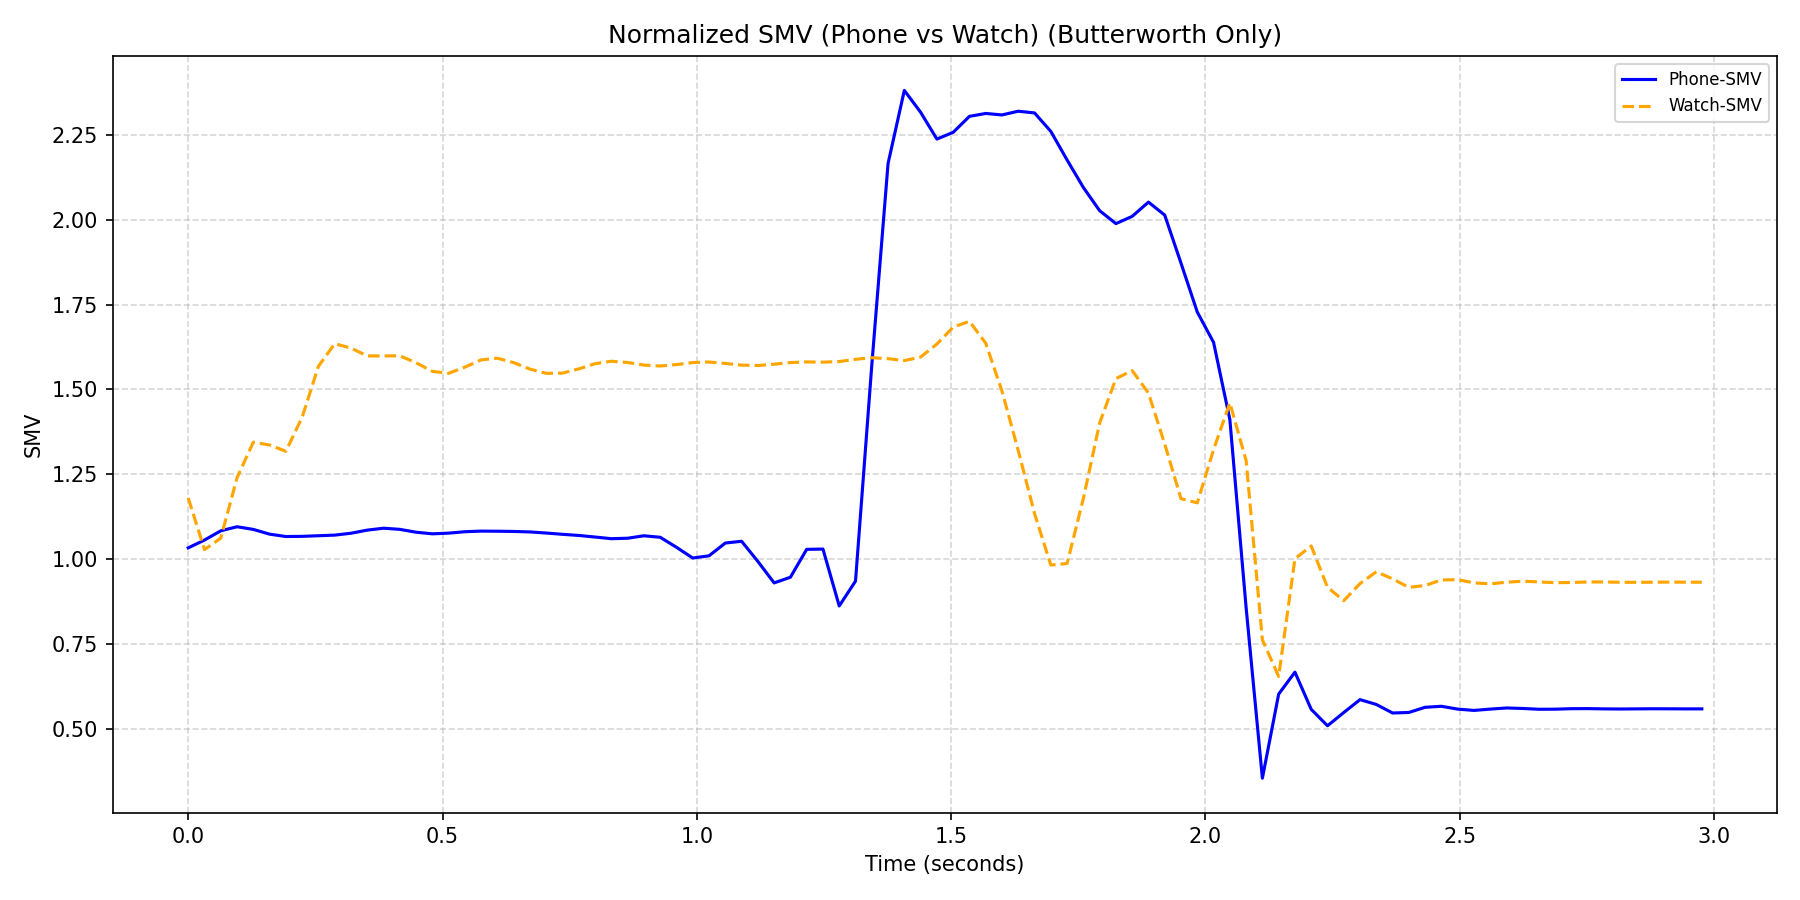 Normalized SMV (Phone vs Watch) (Butterworth Only)
Phone-SMV
Watch-SMV
SMV
2.25
2.00
1.75
1.50
1.25
1.00
0.75
0.50
0.0 0.5 1.0 1.5 2.0 2.5 3.0
Time (seconds)